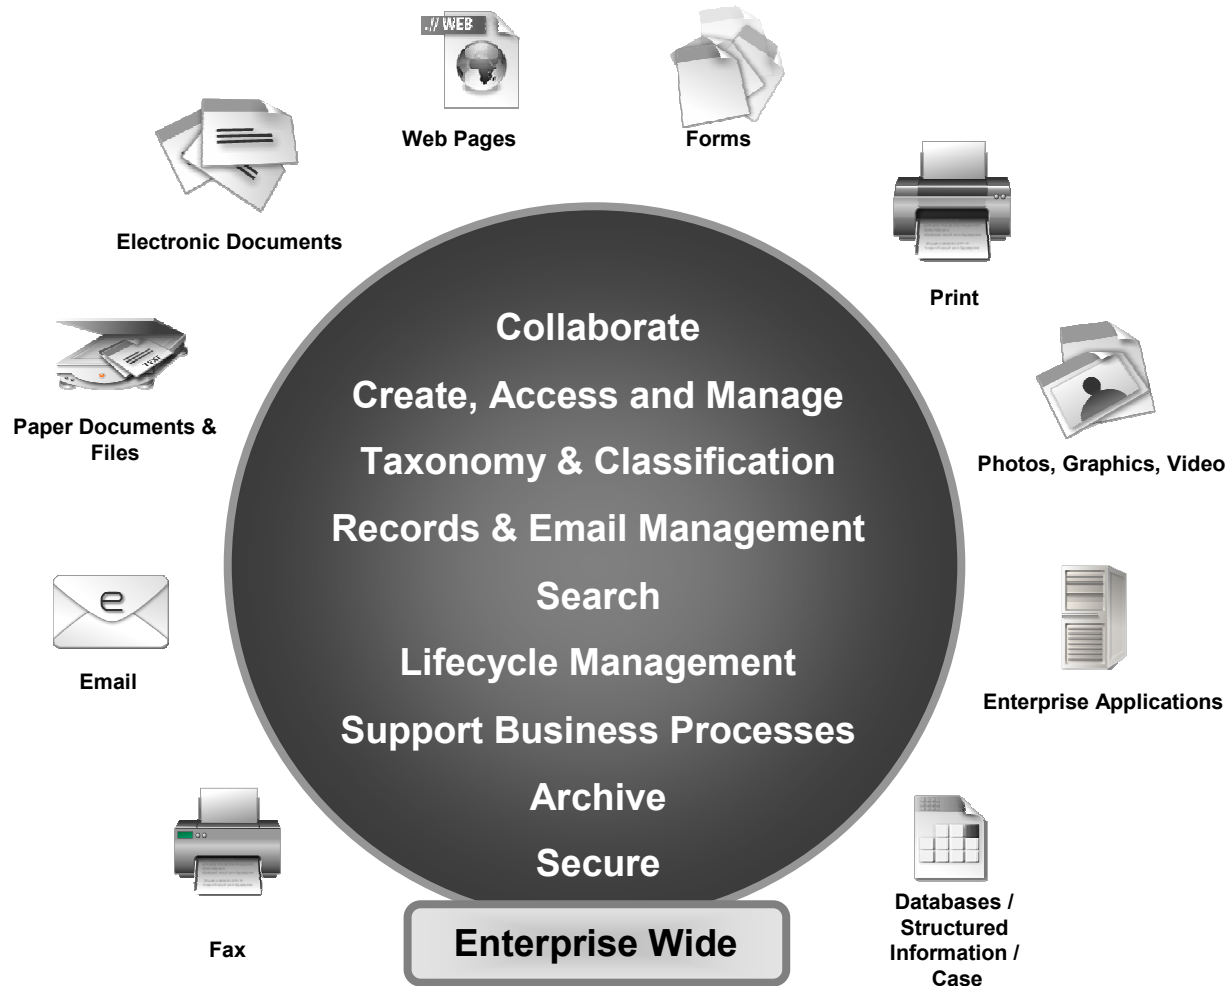 .// WEB
Web Pages
Forms
Electronic Documents
Print
Paper Documents &
Files
Photos, Graphics, Video
Email
Enterprise Applications
Fax
Databases /
Structured
Information /
Case
Collaborate
Create, Access and Manage
Taxonomy & Classification
Records & Email Management
Search
Lifecycle Management
Support Business Processes
Archive
Secure
Enterprise Wide
TEXT
e